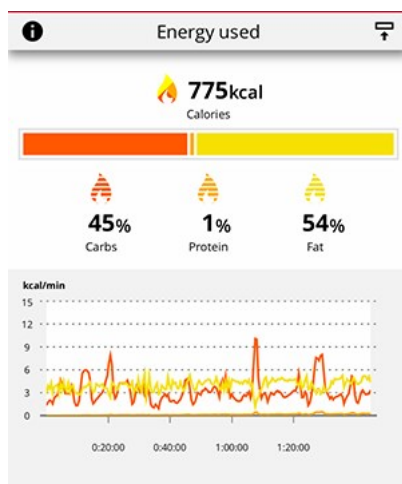 Energy used
775kcal
Calories
45% 1% 54%
Carbs Protein Fat
kcal/min
15
12
9
6
3
0
0:20:00 0:40:00 1:00:00 1:20:00